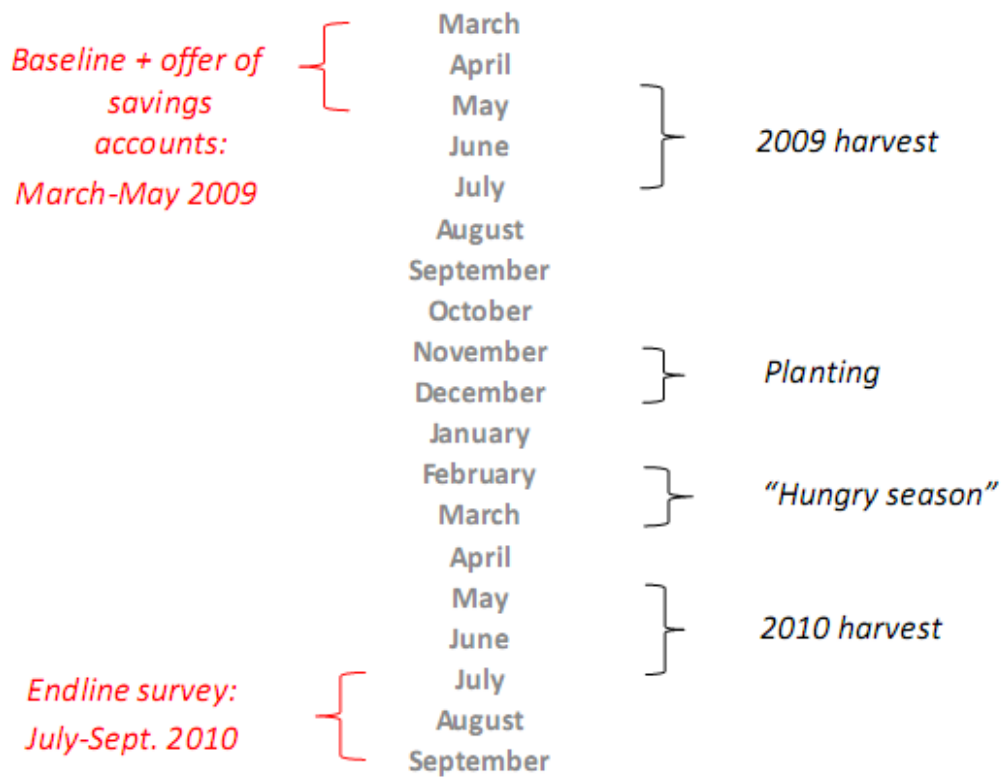 Baseline + offer of
savings
accounts:
March-May 2009
March
April
May
June
July
August
September
October
November
December
January
February
March
April
May
June
July
August
September
2009 harvest
Planting
“Hungry season”
2010 harvest
Endline survey:
July-Sept. 2010